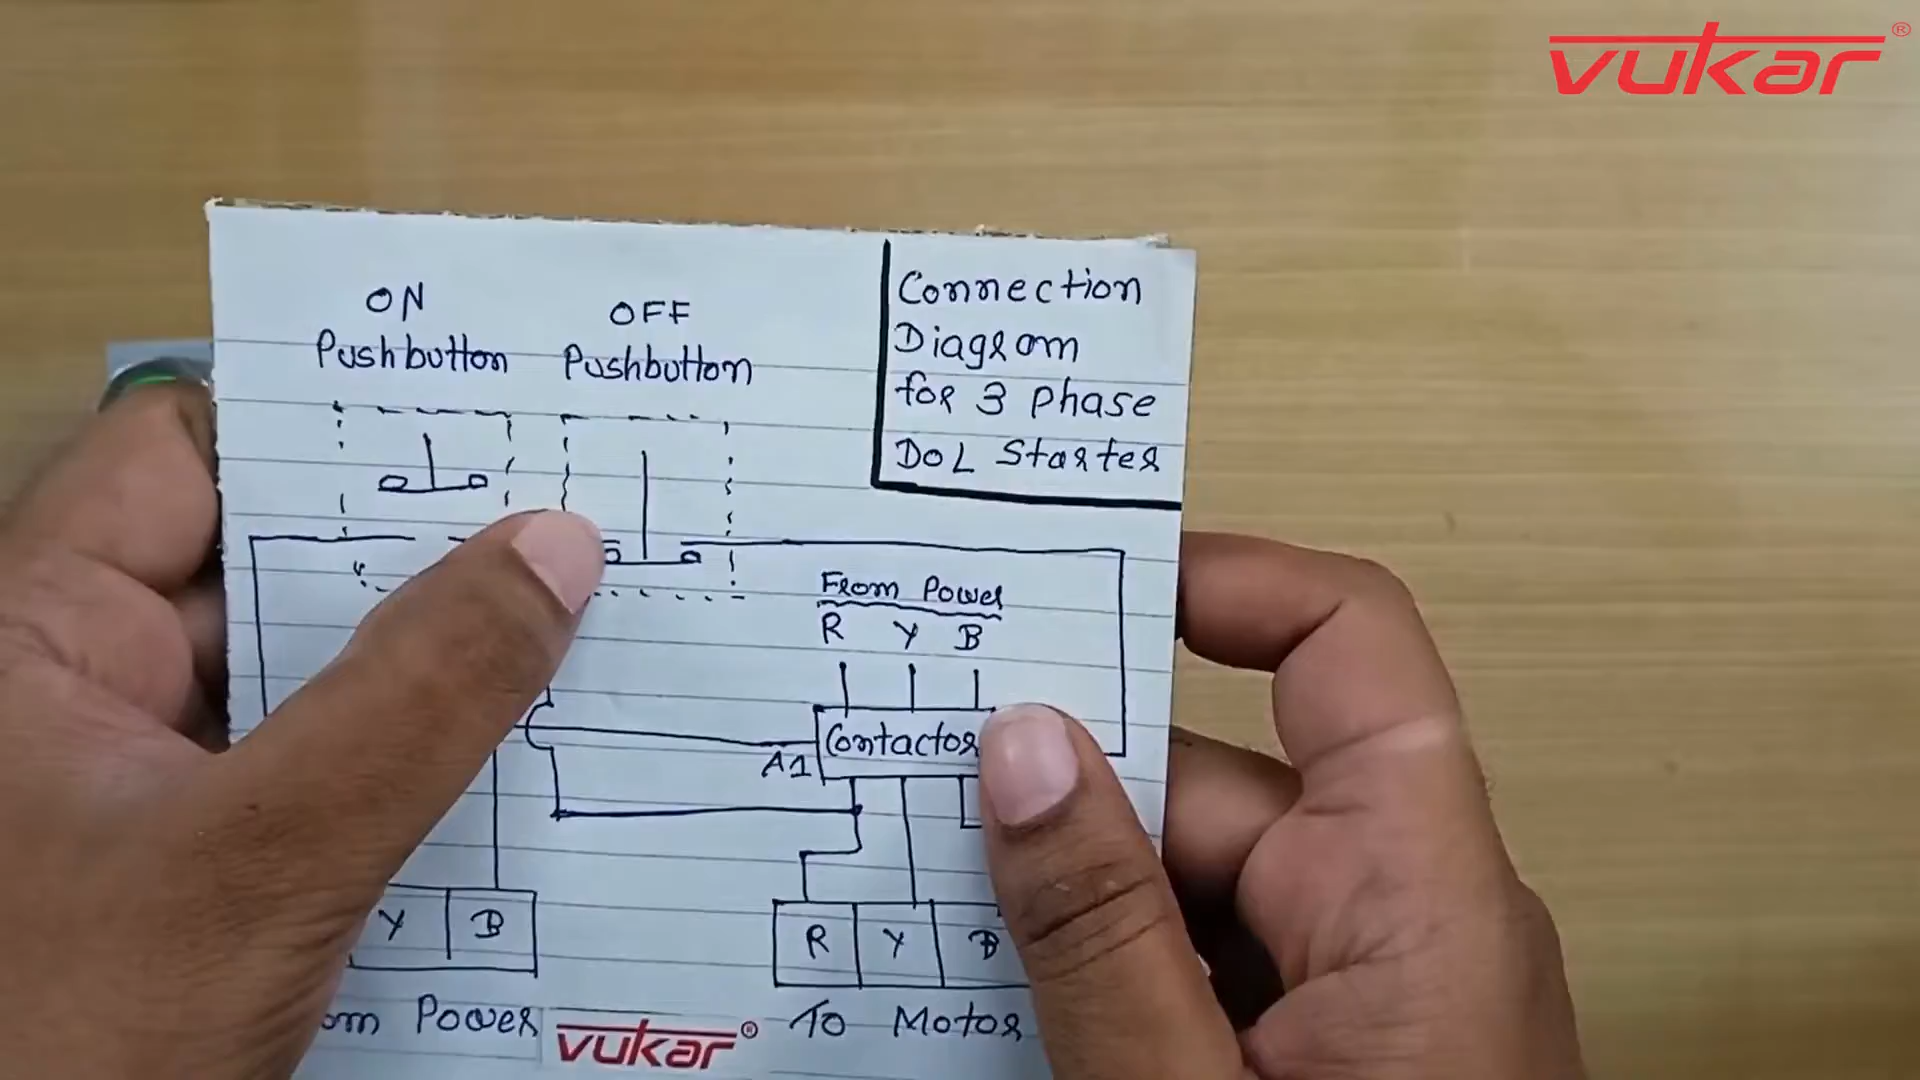 vukar®
ON
Pushbutton
OFF
Pushbutton
Connection
Diagram
for 3 Phase
DOL Starter
From Power
R Y B
Contactor
A1
Y B
R Y B
om Power
vukar®
To Motor